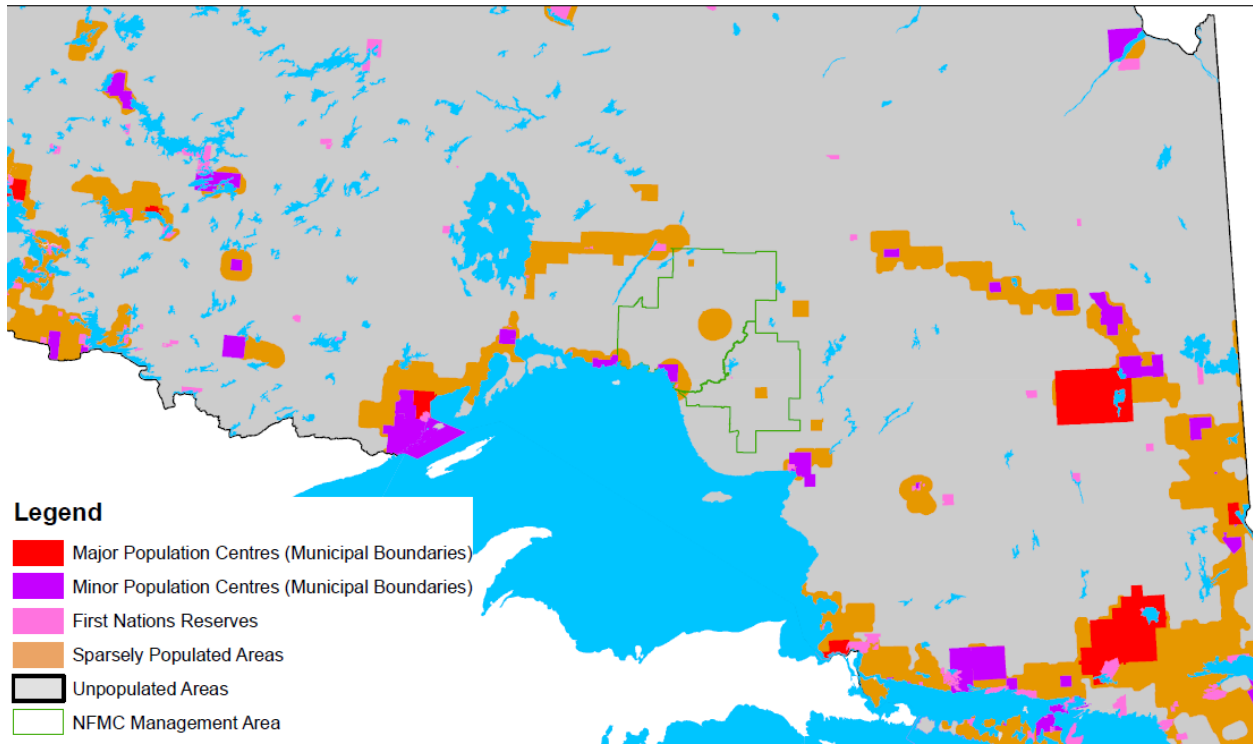 Legend
Major Population Centres (Municipal Boundaries)
Minor Population Centres (Municipal Boundaries)
First Nations Reserves
Sparsely Populated Areas
Unpopulated Areas
NFMC Management Area